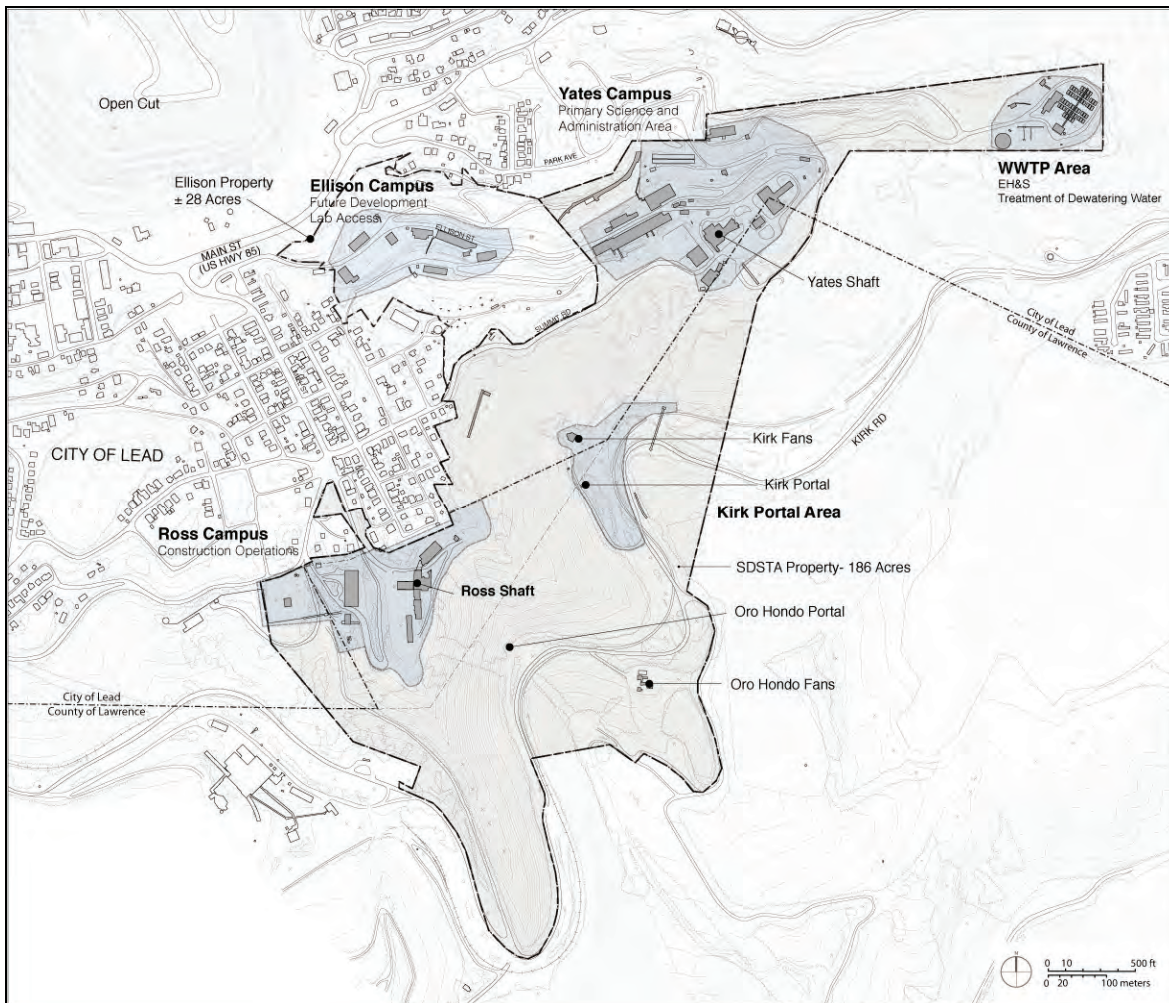 Open Cut
Yates Campus
Primary Science and
Administration Area
PARK AVE
WWTP Area
EH&S
Treatment of Dewatering Water
Ellison Property
± 28 Acres
Ellison Campus
Future Development
Lab Access
ELLISON ST
MAIN ST
(US HWY 85)
Yates Shaft
SUMMIT RD
City of Lead
County of Lawrence
Kirk Fans
KIRK RD
CITY OF LEAD
Kirk Portal
Kirk Portal Area
Ross Campus
Construction Operations
SDSTA Property- 186 Acres
Ross Shaft
Oro Hondo Portal
Oro Hondo Fans
City of Lead
County of Lawrence
N
0 10 500 ft
0 20 100 meters